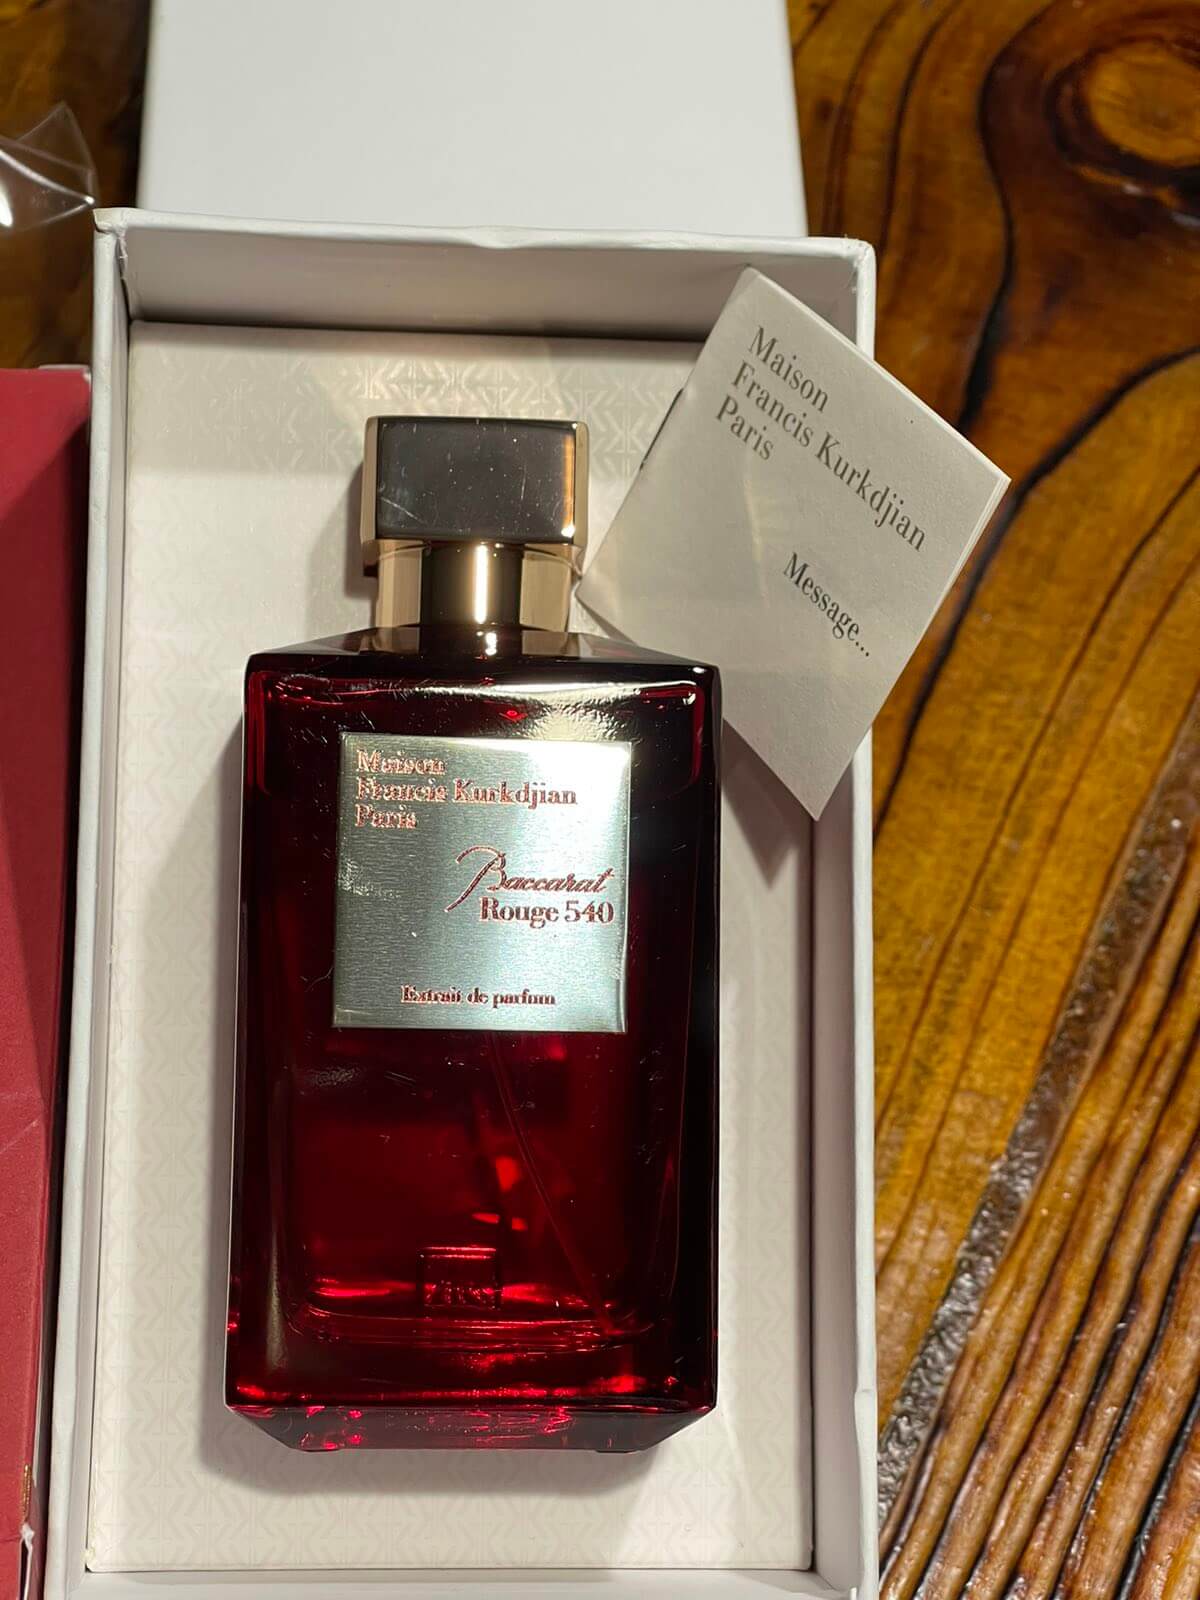 Maison
Francis Kurkdjian
Paris
Message...
Maison
Francis Kurkdjian
Paris
Baccarat
Rouge 540
Extrait de parfum